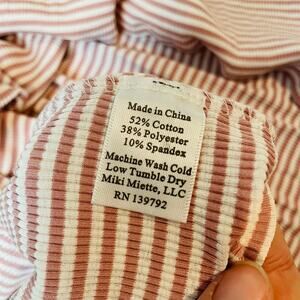 Made in China
52% Cotton
38% Polyester
10% Spandex
Machine Wash Cold
Low Tumble Dry
Miki Miette, LLC
RN 139792